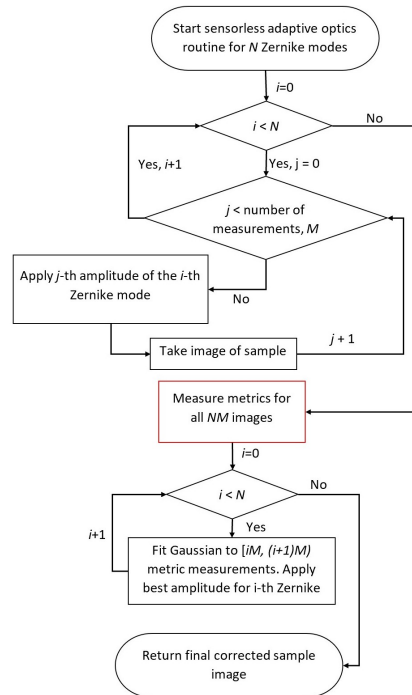 Start sensorless adaptive optics
routine for N Zernike modes
i=0
i < N
No
Yes, i+1
Yes, j = 0
j < number of
measurements, M
Apply j-th amplitude of the i-th
Zernike mode
No
Take image of sample
j + 1
Measure metrics for
all NM images
i=0
i < N
No
i+1
Yes
Fit Gaussian to [iM, (i+1)M)
metric measurements. Apply
best amplitude for i-th Zernike
Return final corrected sample
image